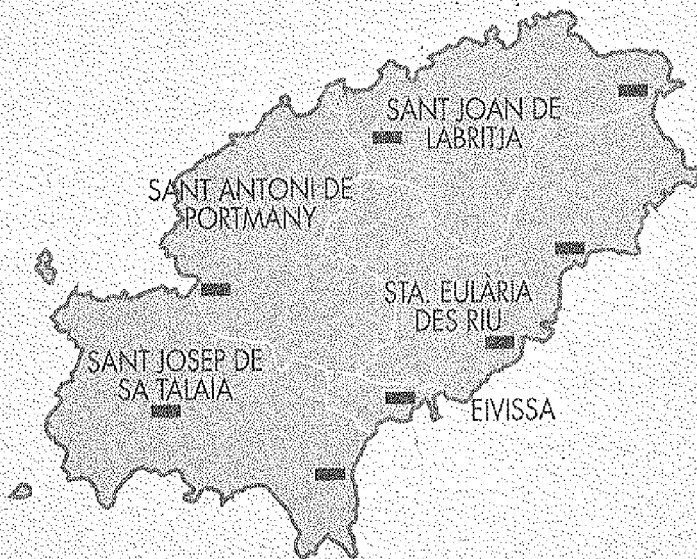 SANT JOAN DE
LABRITJA
SANT ANTONI DE
PORTMANY
STA. EULÀRIA
DES RIU
SANT JOSEP DE
SA TALAIA
EIVISSA